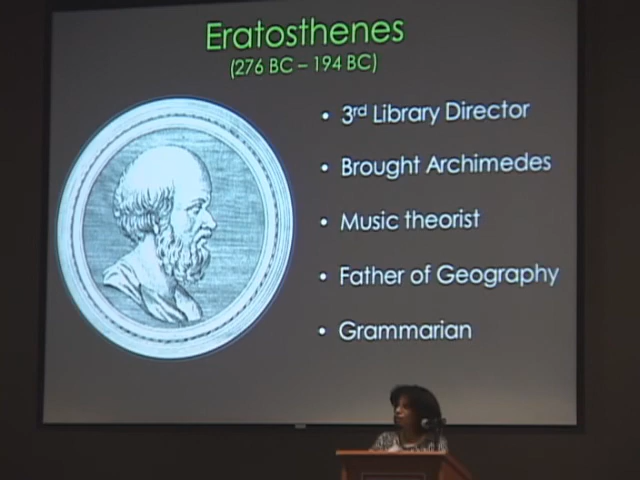 Eratosthenes
(276 BC – 194 BC)
• 3rd Library Director
• Brought Archimedes
• Music theorist
• Father of Geography
• Grammarian